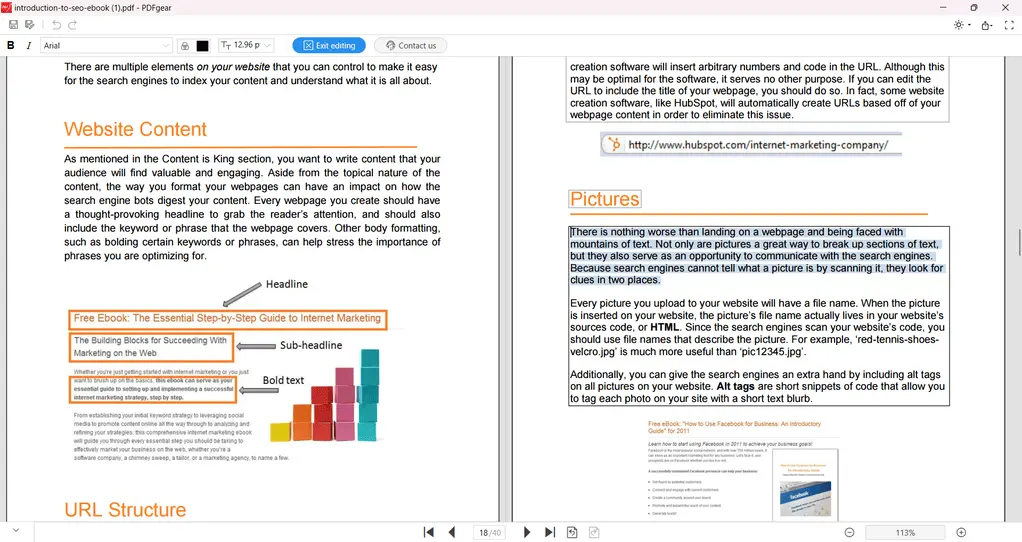 introduction-to-seo-ebook (1).pdf - PDFgear
B I Arial 12.96 p Exit editing Contact us
There are multiple elements on your website that you can control to make it easy
for the search engines to index your content and understand what it is all about.
Website Content
As mentioned in the Content is King section, you want to write content that your
audience will find valuable and engaging. Aside from the topical nature of the
content, the way you format your webpages can have an impact on how the
search engine bots digest your content. Every webpage you create should have
a thought-provoking headline to grab the reader's attention, and should also
include the keyword or phrase that the webpage covers. Other body formatting,
such as bolding certain keywords or phrases, can help stress the importance of
phrases you are optimizing for.
Headline
Free Ebook: The Essential Step-by-Step Guide to Internet Marketing
The Building Blocks for Succeeding With
Marketing on the Web
Sub-headline
Whether you're just getting started with internet marketing or you just
want to brush up on the basics, this ebook can serve as your
essential guide to setting up and implementing a successful
internet marketing strategy, step by step.
Bold text
From establishing your initial keyword strategy to leveraging social
media to promote content online all the way through to analyzing and
refining your strategies, this comprehensive internet marketing ebook
will guide you through every essential step you should be taking to
effectively market your business on the web, whether you're a
software company, a chimney sweep, a tailor, or a marketing agency, to name a few.
URL Structure
creation software will insert arbitrary numbers and code in the URL. Although this
may be optimal for the software, it serves no other purpose. If you can edit the
URL to include the title of your webpage, you should do so. In fact, some website
creation software, like HubSpot, will automatically create URLs based off of your
webpage content in order to eliminate this issue.
http://www.hubspot.com/internet-marketing-company/
Pictures
There is nothing worse than landing on a webpage and being faced with
mountains of text. Not only are pictures a great way to break up sections of text,
but they also serve as an opportunity to communicate with the search engines.
Because search engines cannot tell what a picture is by scanning it, they look for
clues in two places.
Every picture you upload to your website will have a file name. When the picture
is inserted on your website, the picture's file name actually lives in your website's
sources code, or HTML. Since the search engines scan your website's code, you
should use file names that describe the picture. For example, ‘red-tennis-shoes-
velcro.jpg’ is much more useful than ‘pic12345.jpg’.
Additionally, you can give the search engines an extra hand by including alt tags
on all pictures on your website. Alt tags are short snippets of code that allow you
to tag each photo on your site with a short text blurb.
Free eBook: "How to Use Facebook for Business: An Introductory
Guide" for 2011
Learn how to start using Facebook in 2011 to achieve your business goals!
facebook
18 /40
113%